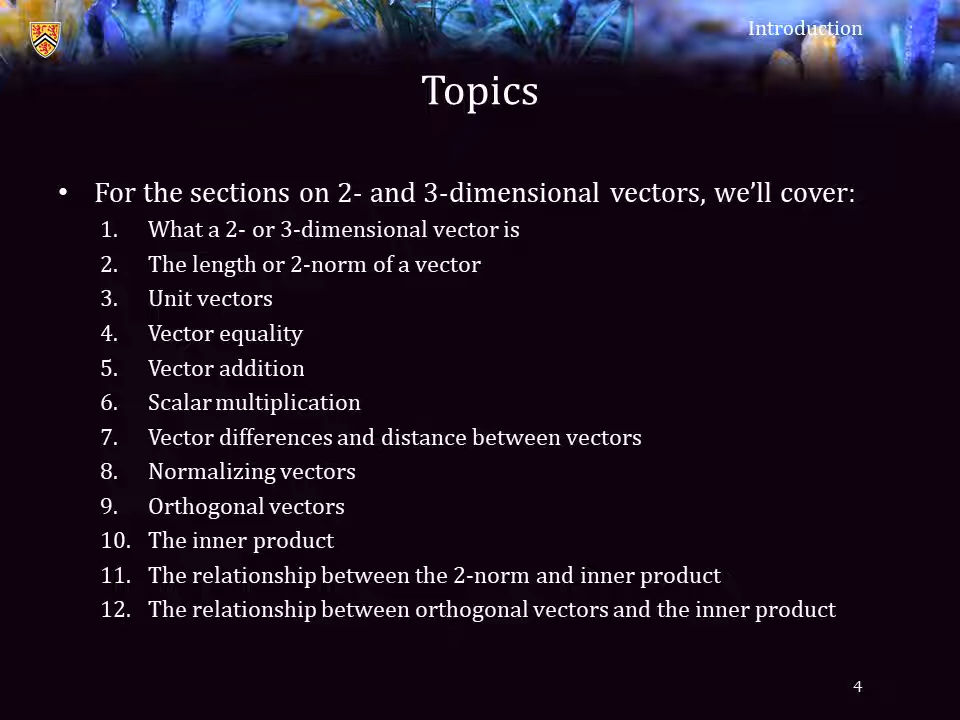 Introduction
Topics
• For the sections on 2- and 3-dimensional vectors, we’ll cover:
1. What a 2- or 3-dimensional vector is
2. The length or 2-norm of a vector
3. Unit vectors
4. Vector equality
5. Vector addition
6. Scalar multiplication
7. Vector differences and distance between vectors
8. Normalizing vectors
9. Orthogonal vectors
10. The inner product
11. The relationship between the 2-norm and inner product
12. The relationship between orthogonal vectors and the inner product
4